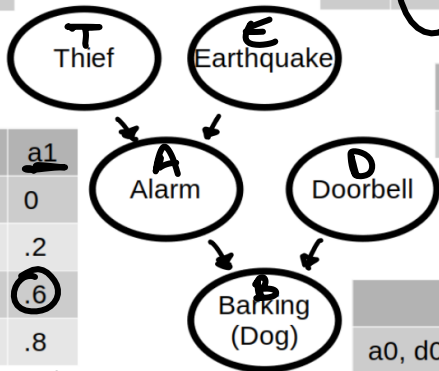 T
Thief
E
Earthquake
a1
0
.2
.6
.8
A
Alarm
D
Doorbell
B
Barking
(Dog)
a0, d0